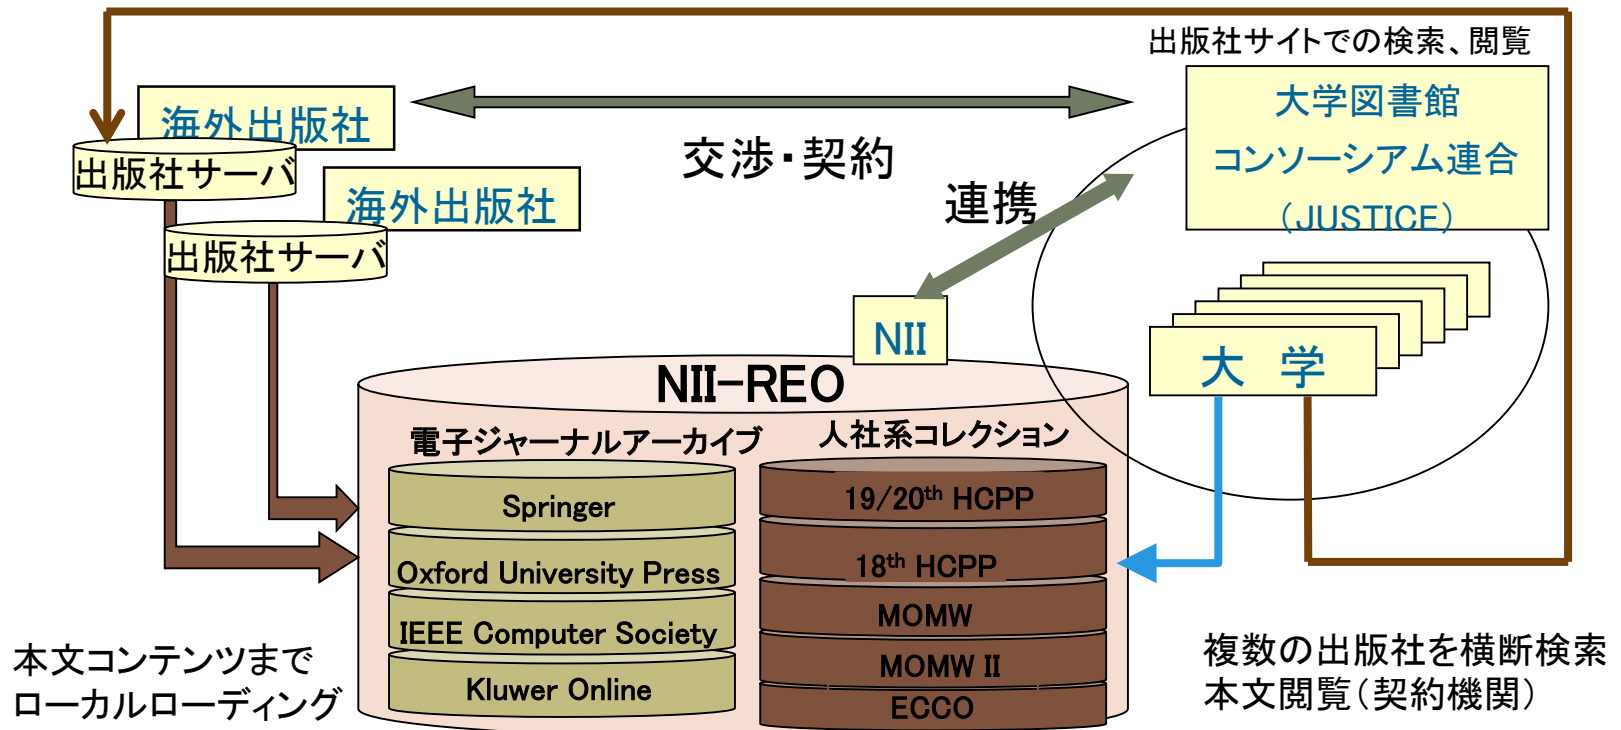 出版社サイトでの検索、閲覧
海外出版社
出版社サーバ
海外出版社
出版社サーバ
交渉・契約
連携
大学図書館
コンソーシアム連合
（JUSTICE）
大 学
NII
NII-REO
電子ジャーナルアーカイブ
Springer
Oxford University Press
IEEE Computer Society
Kluwer Online
人社系コレクション
19/20th HCPP
18th HCPP
MOMW
MOMW II
ECCO
本文コンテンツまで
ローカルローディング
複数の出版社を横断検索
本文閲覧（契約機関）